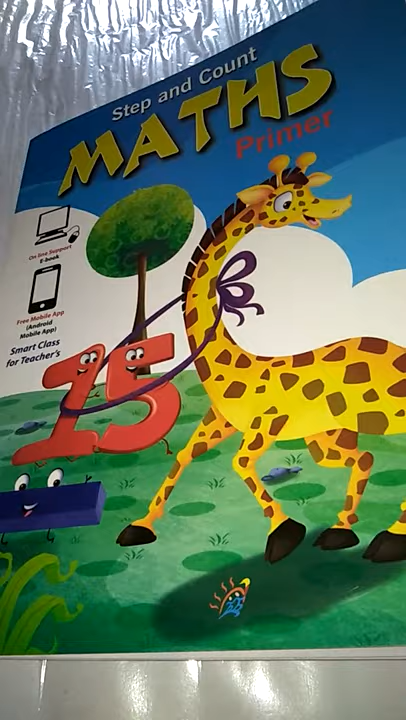 Step and Count
MATHS
Primer
On line Support
E-book
Free Mobile App
(Android
Mobile App)
Smart Class
for Teacher's
15